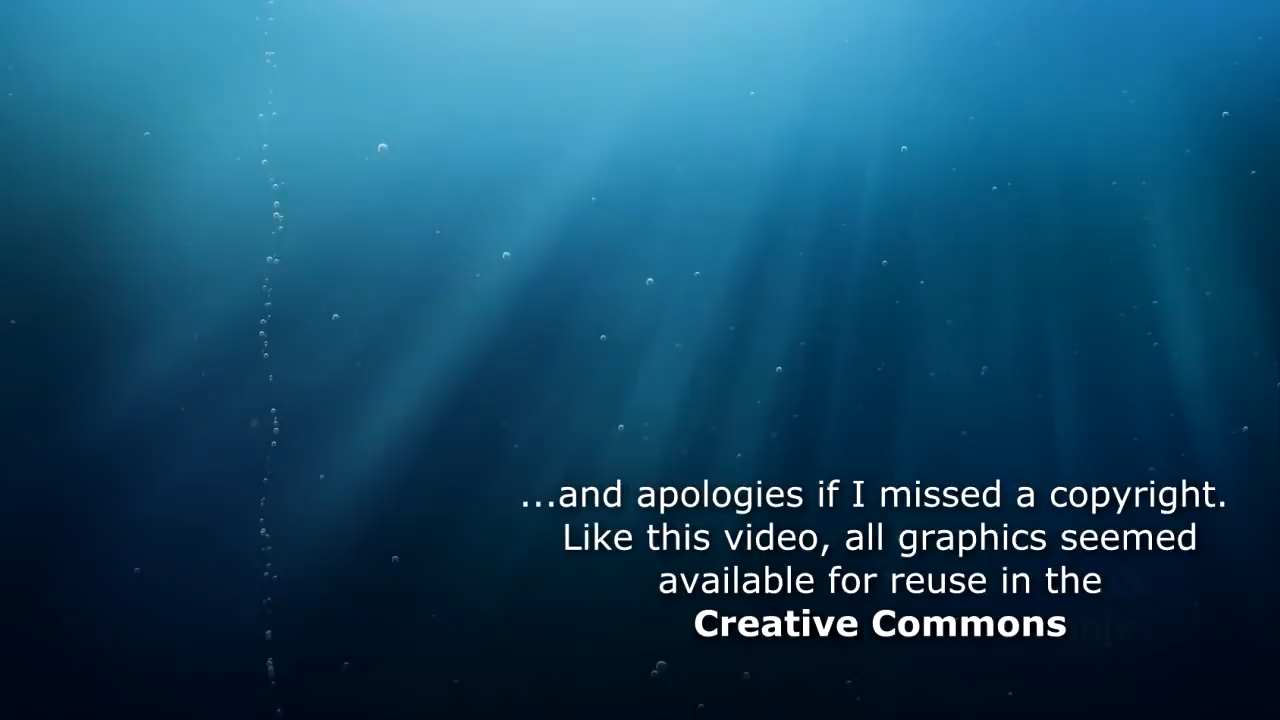 ...and apologies if I missed a copyright.
Like this video, all graphics seemed
available for reuse in the
Creative Commons